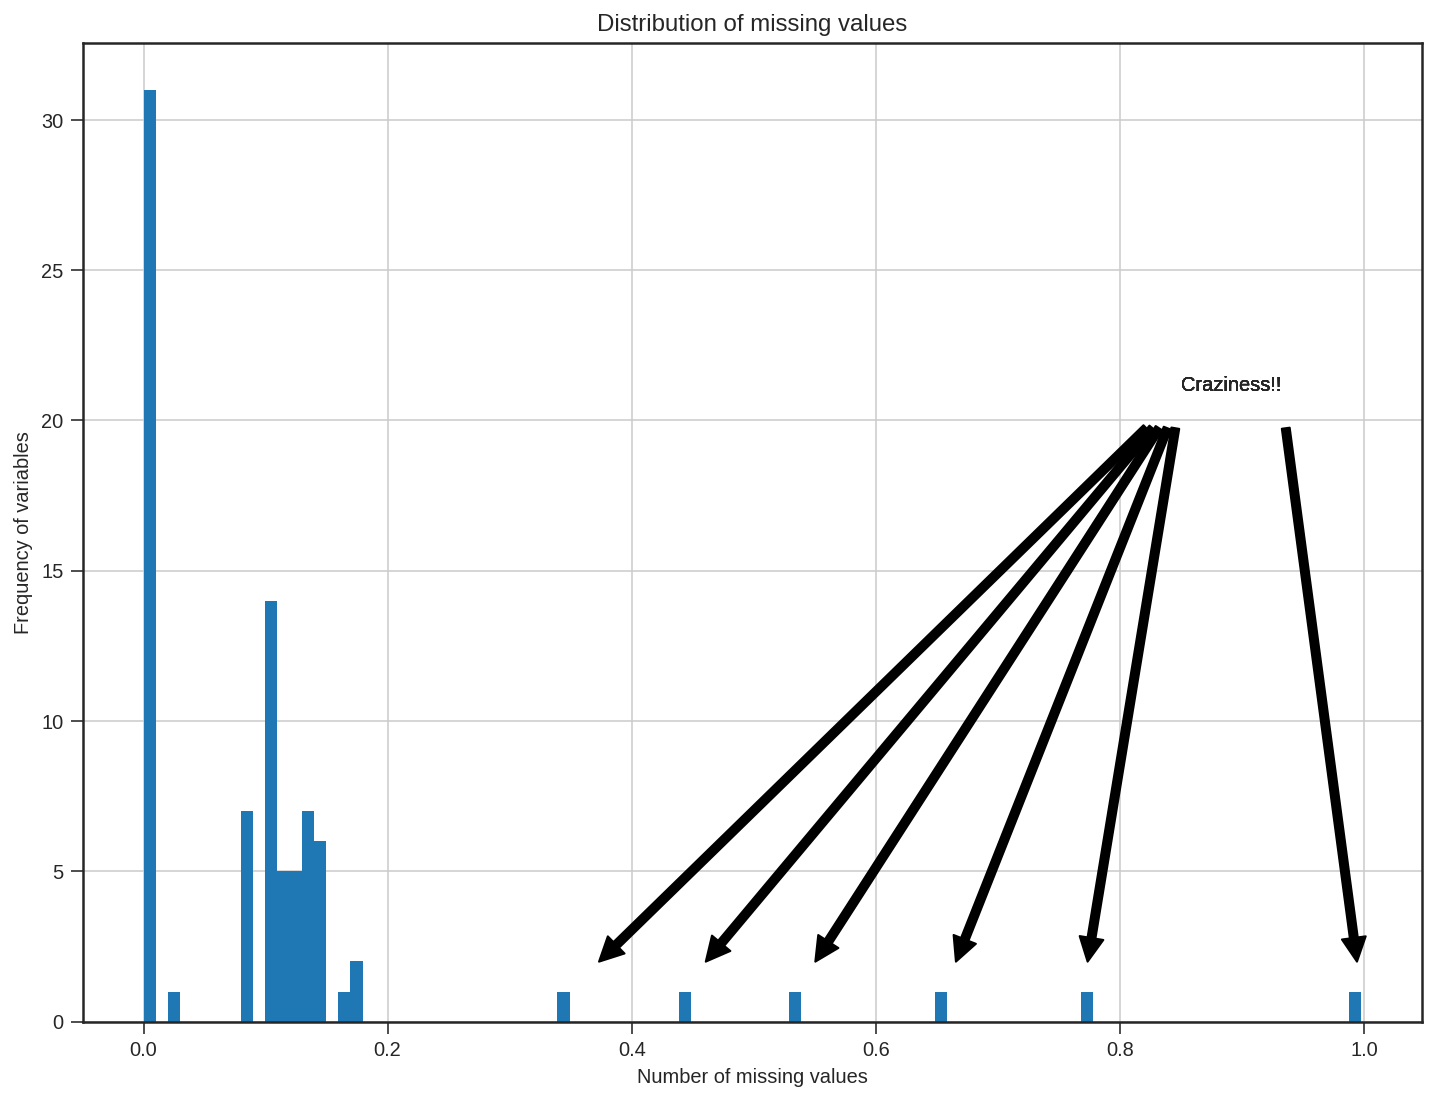 Distribution of missing values
30
25
20
15
10
5
0
Frequency of variables
Craziness!!
0.0 0.2 0.4 0.6 0.8 1.0
Number of missing values